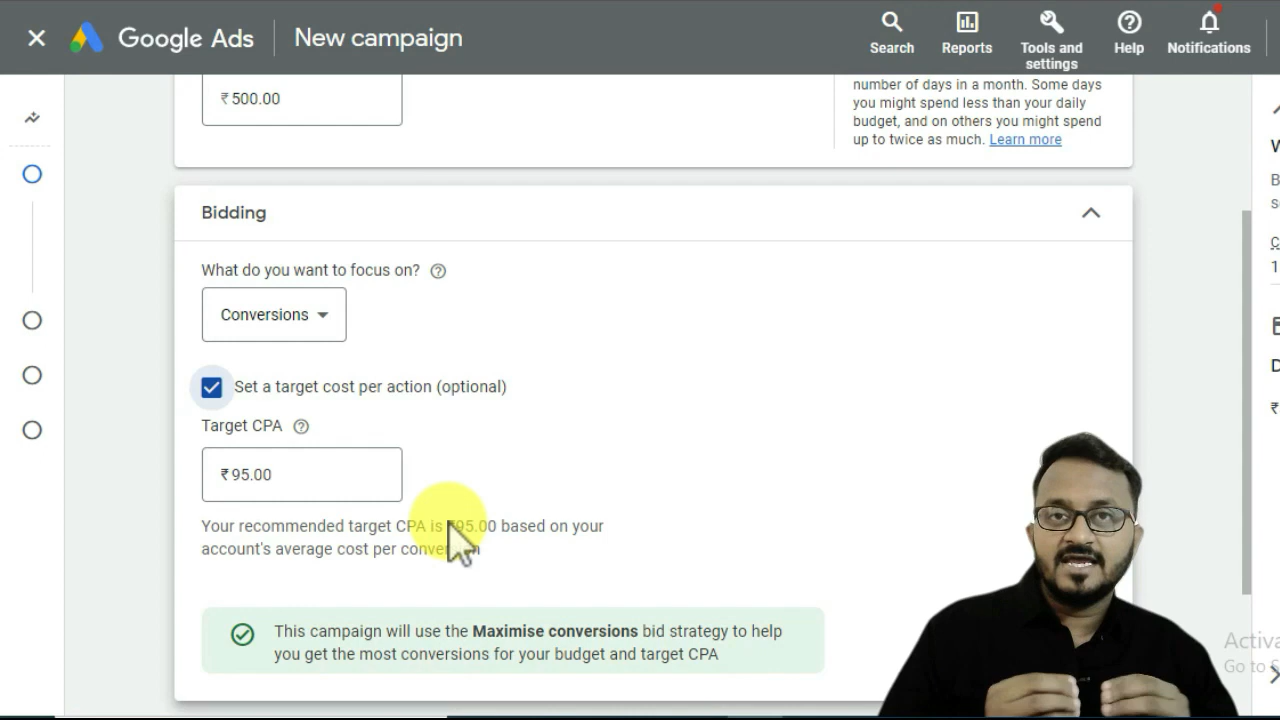 Google Ads
New campaign
Search
Reports
Tools and
settings
Help
Notifications
₹500.00
number of days in a month. Some days
you might spend less than your daily
budget, and on others you might spend
up to twice as much. Learn more
Bidding
What do you want to focus on?
Conversions
Set a target cost per action (optional)
Target CPA
₹95.00
Your recommended target CPA is ₹95.00 based on your
account's average cost per
This campaign will use the Maximise conversions bid strategy to help
you get the most conversions for your budget and target CPA
Go to